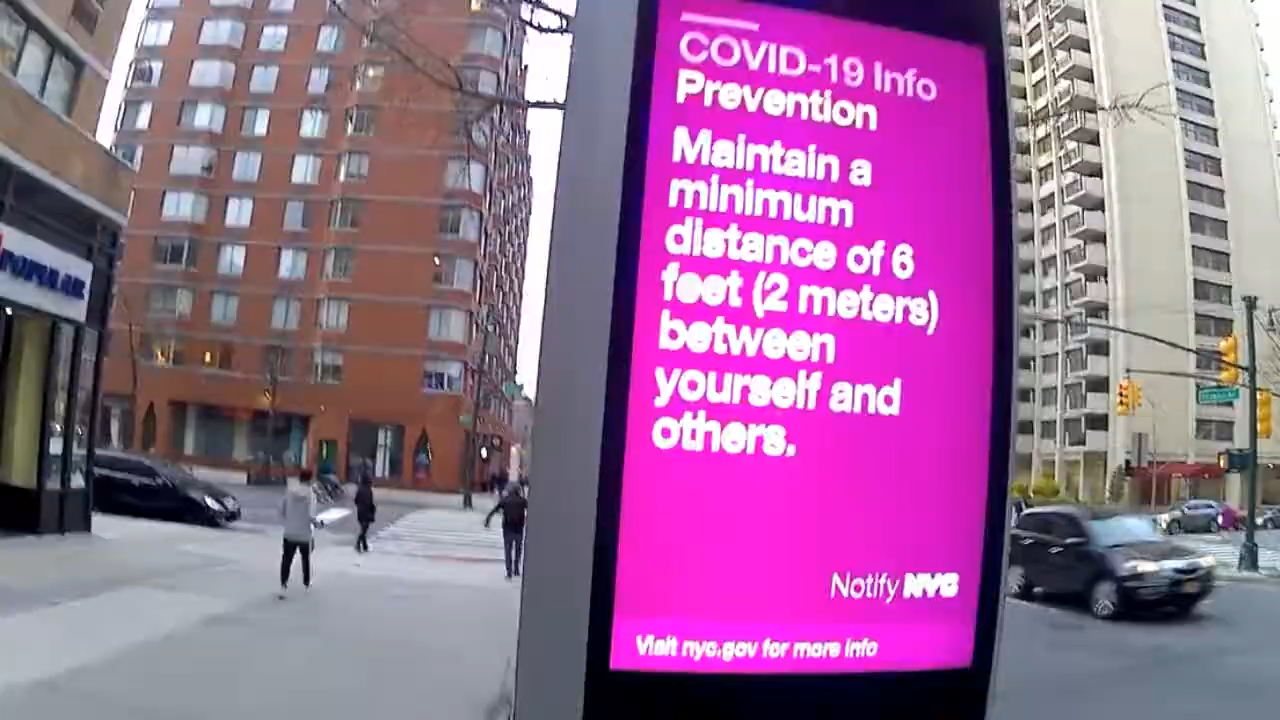 COVID-19 Info
Prevention
Maintain a
minimum
distance of 6
feet (2 meters)
between
yourself and
others.
Notify NYC
Visit nyc.gov for more info
POPULAR